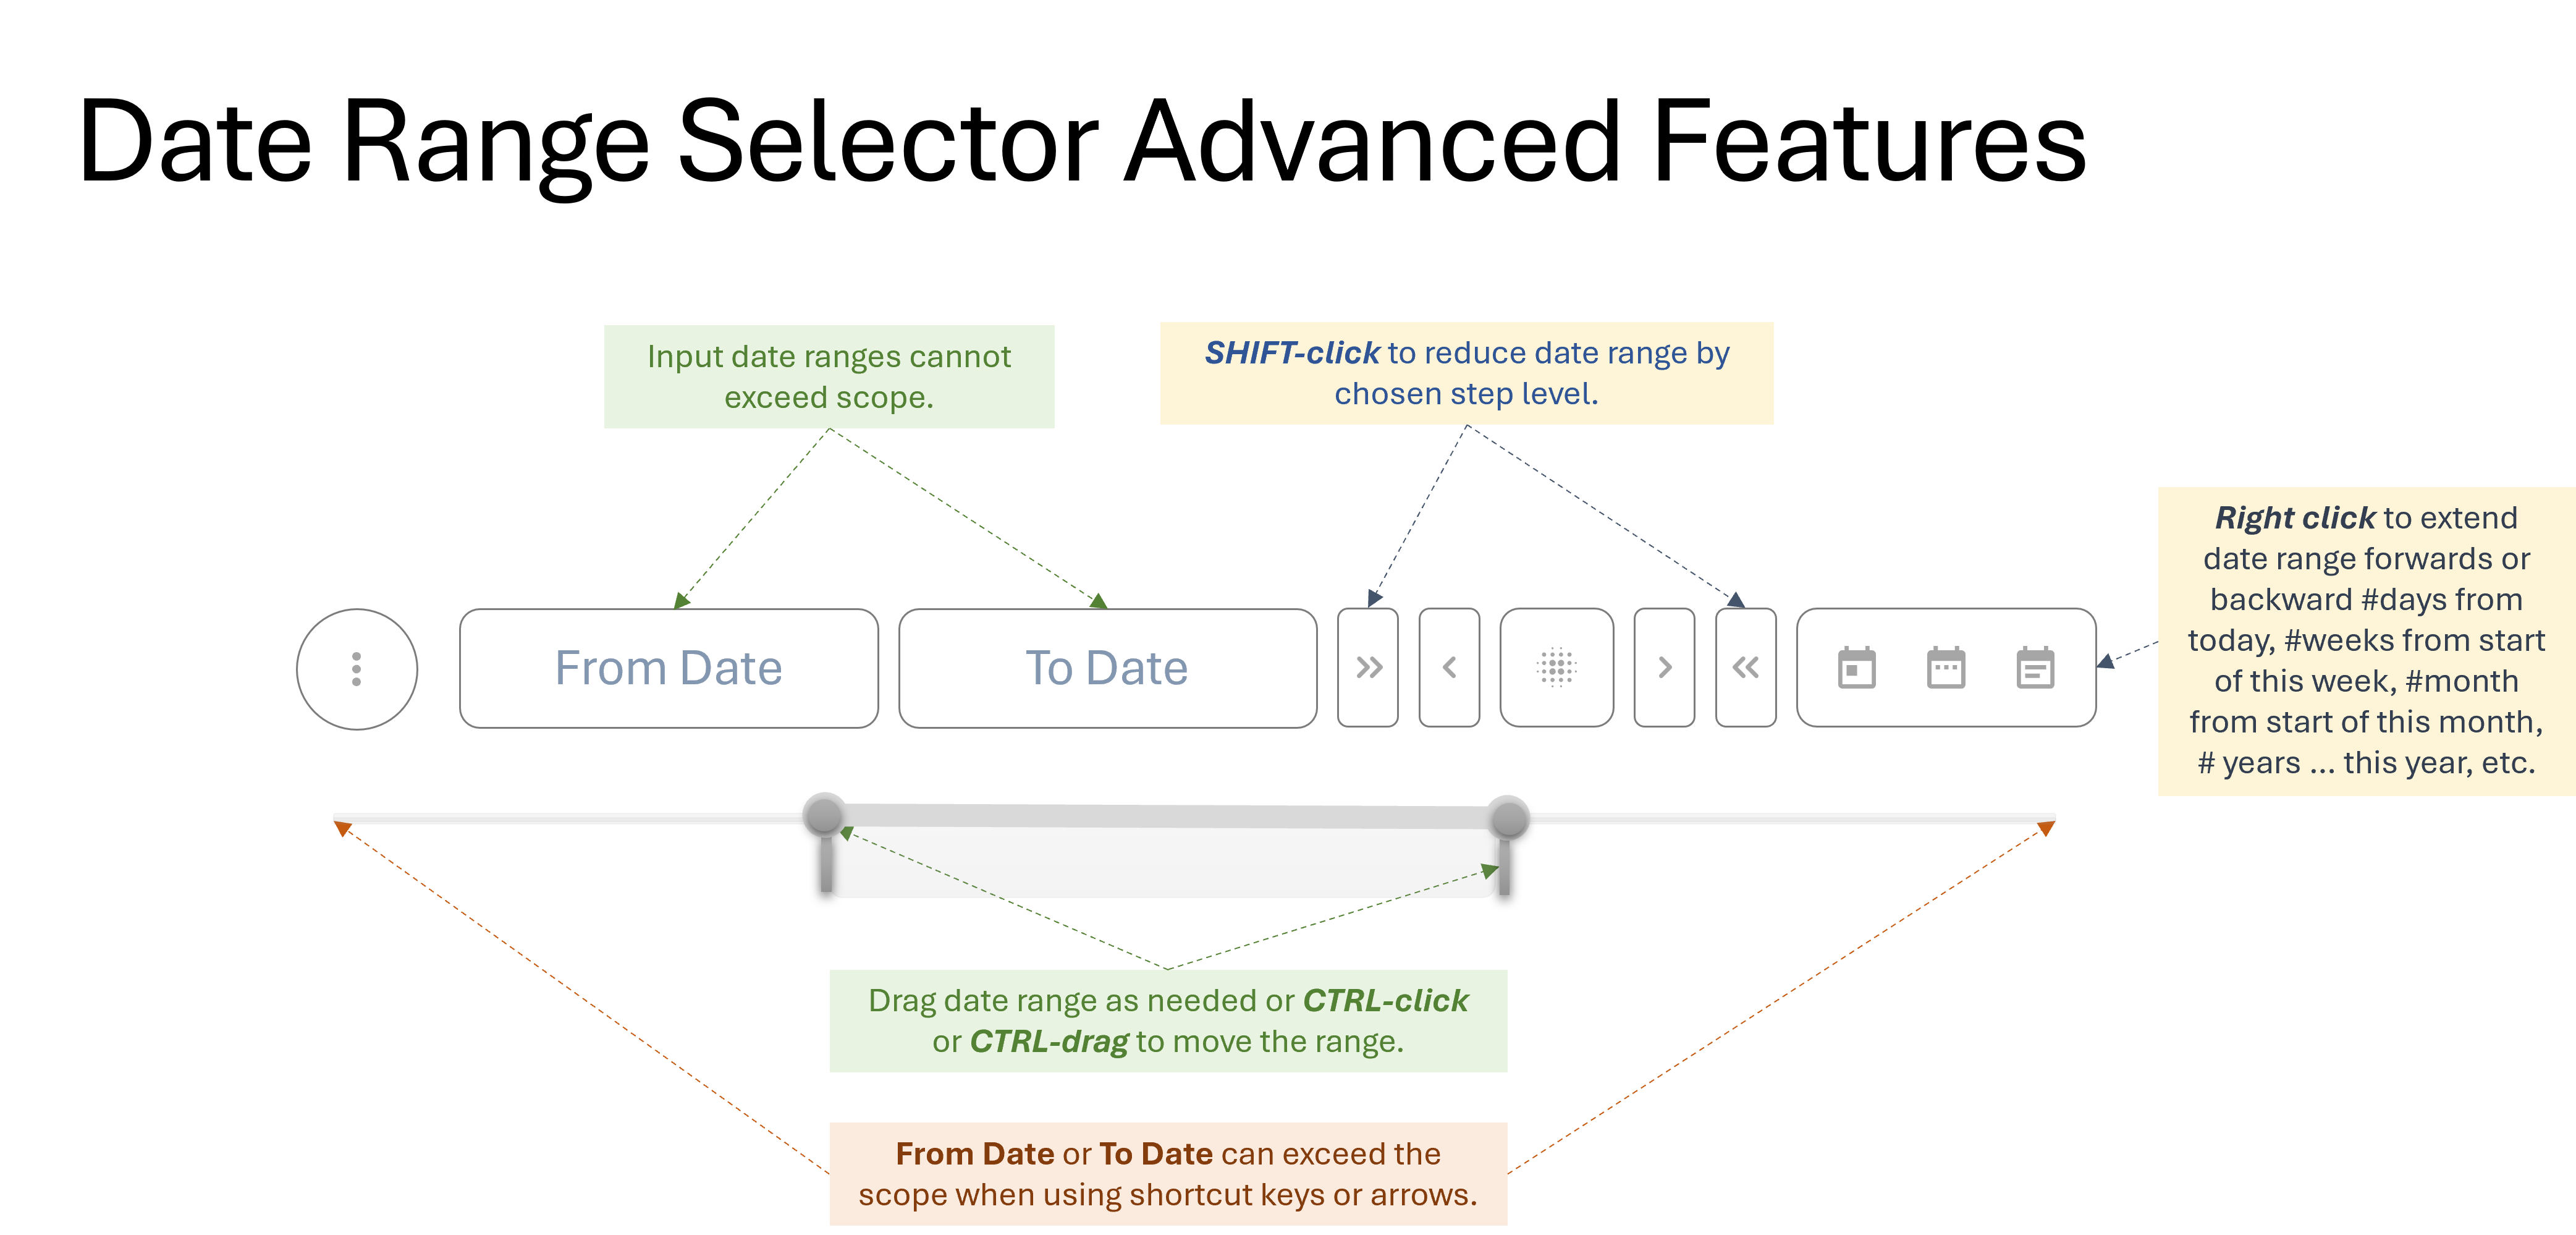 Date Range Selector Advanced Features
Input date ranges cannot
exceed scope.
SHIFT-click to reduce date range by
chosen step level.
Right click to extend
date range forwards or
backward #days from
today, #weeks from start
of this week, #month
from start of this month,
# years ... this year, etc.
From Date
To Date
Drag date range as needed or CTRL-click
or CTRL-drag to move the range.
From Date or To Date can exceed the
scope when using shortcut keys or arrows.